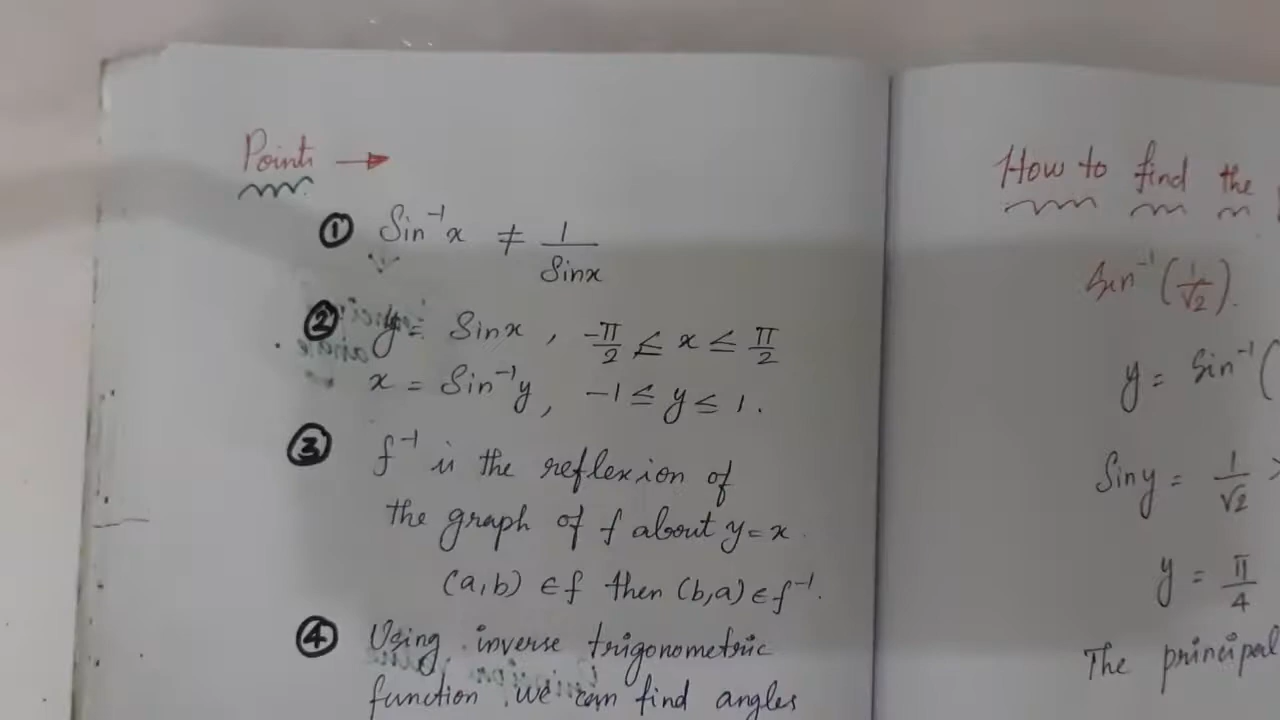 Points →
① Sin⁻¹x ≠ 1/Sinx
② y = Sinx , -π/2 ≤ x ≤ π/2
x = Sin⁻¹y, -1 ≤ y ≤ 1.
③ f⁻¹ is the reflexion of
the graph of f about y=x.
(a,b) ∈ f then (b,a) ∈ f⁻¹.
④ Using inverse trigonometric
function we can find angles
How to find the
Sin⁻¹(1/√2).
y = Sin⁻¹(
Siny = 1/√2
y = π/4
The principal